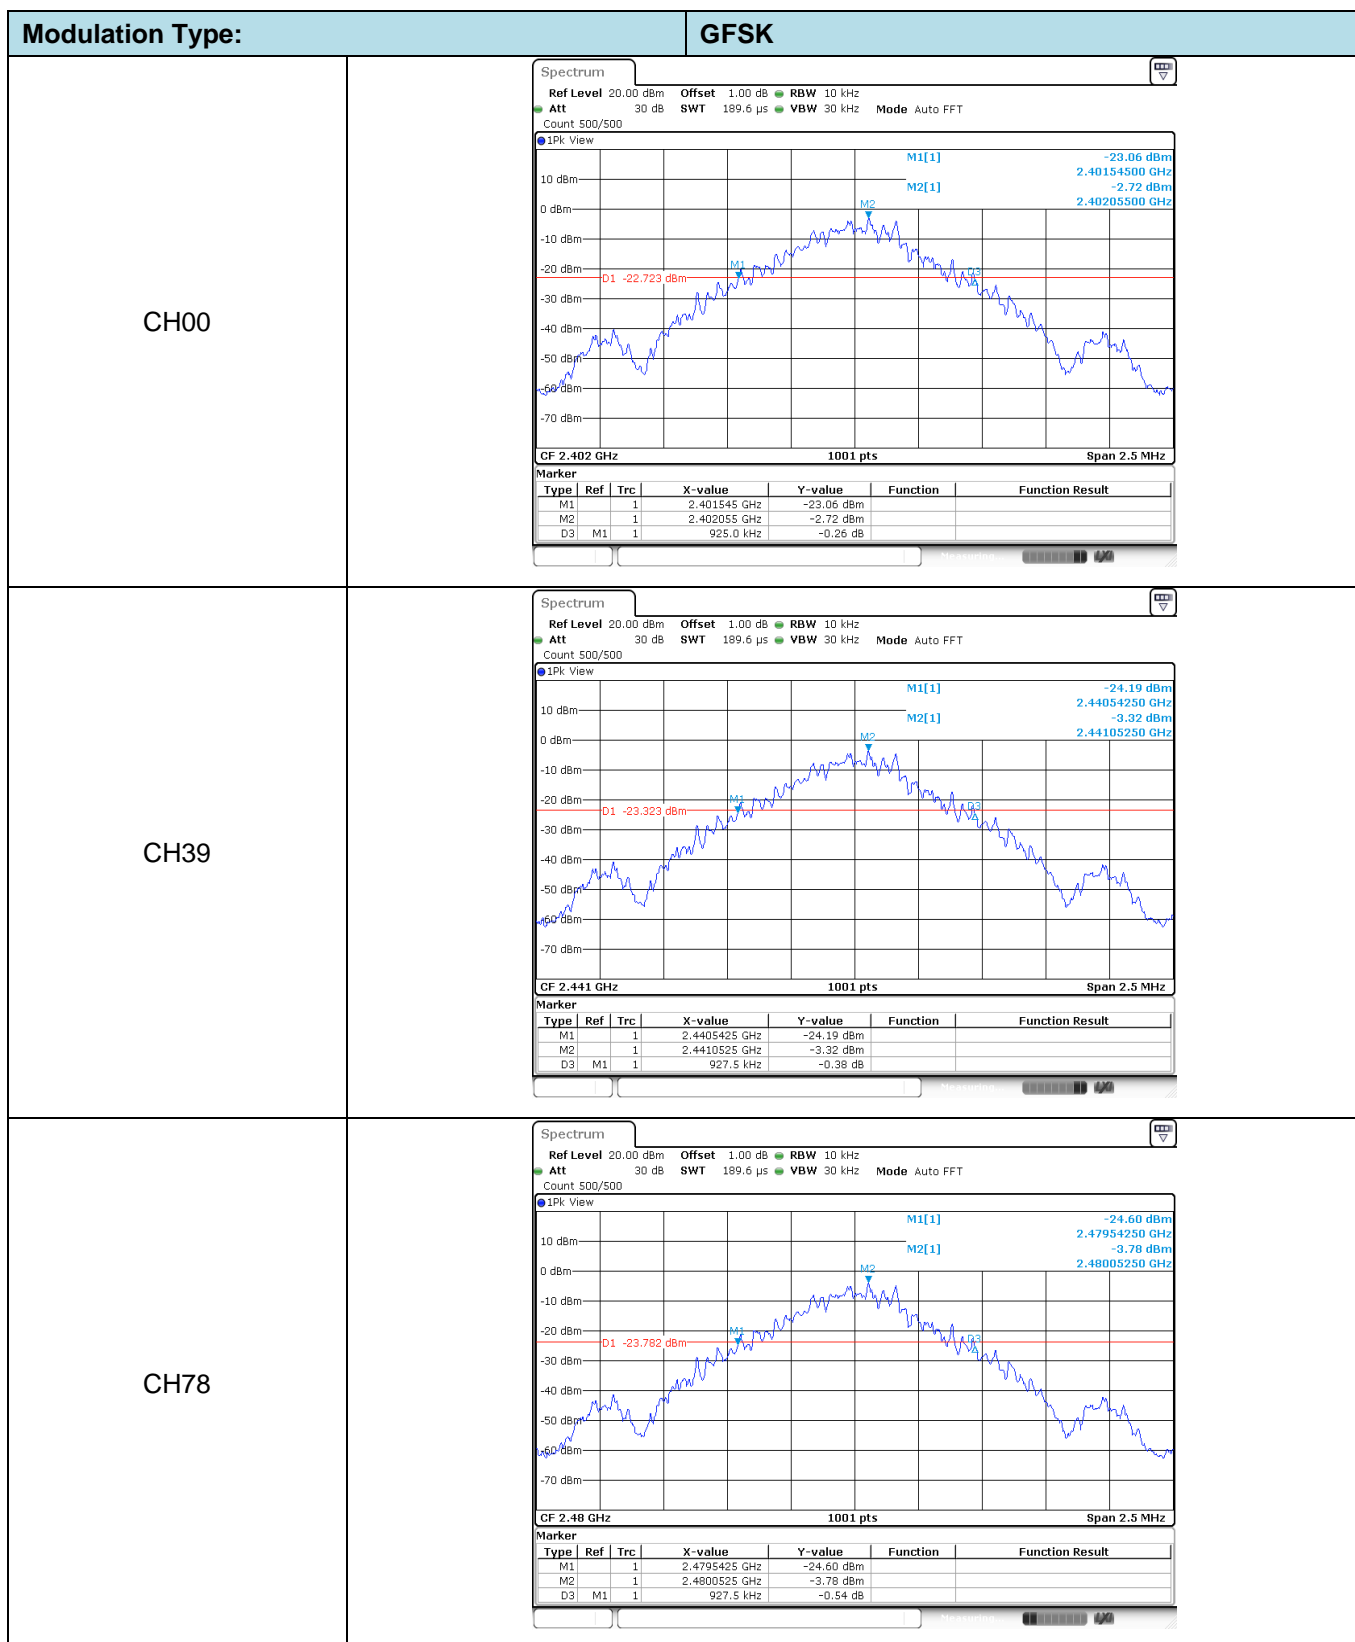 Modulation Type: GFSK
CH00
Spectrum
Ref Level 20.00 dBm Offset 1.00 dB RBW 10 kHz
Att 30 dB SWT 189.6 µs VBW 30 kHz Mode Auto FFT
Count 500/500
1Pk View
M1[1] -23.06 dBm
2.40154500 GHz
10 dBm
M2[1] -2.72 dBm
2.40205500 GHz
M2
0 dBm
-10 dBm
M1
-20 dBm
D3
D1 -22.723 dBm
-30 dBm
-40 dBm
-50 dBm
-60 dBm
-70 dBm
CF 2.402 GHz 1001 pts Span 2.5 MHz
Marker
Type Ref Trc X-value Y-value Function Function Result
M1 1 2.401545 GHz -23.06 dBm
M2 1 2.402055 GHz -2.72 dBm
D3 M1 1 925.0 kHz -0.26 dB
Measuring...
CH39
Spectrum
Ref Level 20.00 dBm Offset 1.00 dB RBW 10 kHz
Att 30 dB SWT 189.6 µs VBW 30 kHz Mode Auto FFT
Count 500/500
1Pk View
M1[1] -24.19 dBm
2.44054250 GHz
10 dBm
M2[1] -3.32 dBm
2.44105250 GHz
M2
0 dBm
-10 dBm
-20 dBm
M1
D3
D1 -23.323 dBm
-30 dBm
-40 dBm
-50 dBm
-60 dBm
-70 dBm
CF 2.441 GHz 1001 pts Span 2.5 MHz
Marker
Type Ref Trc X-value Y-value Function Function Result
M1 1 2.4405425 GHz -24.19 dBm
M2 1 2.4410525 GHz -3.32 dBm
D3 M1 1 927.5 kHz -0.38 dB
Measuring...
CH78
Spectrum
Ref Level 20.00 dBm Offset 1.00 dB RBW 10 kHz
Att 30 dB SWT 189.6 µs VBW 30 kHz Mode Auto FFT
Count 500/500
1Pk View
M1[1] -24.60 dBm
2.47954250 GHz
10 dBm
M2[1] -3.78 dBm
2.48005250 GHz
M2
0 dBm
-10 dBm
-20 dBm
M1
D3
D1 -23.782 dBm
-30 dBm
-40 dBm
-50 dBm
-60 dBm
-70 dBm
CF 2.48 GHz 1001 pts Span 2.5 MHz
Marker
Type Ref Trc X-value Y-value Function Function Result
M1 1 2.4795425 GHz -24.60 dBm
M2 1 2.4800525 GHz -3.78 dBm
D3 M1 1 927.5 kHz -0.54 dB
Measuring...